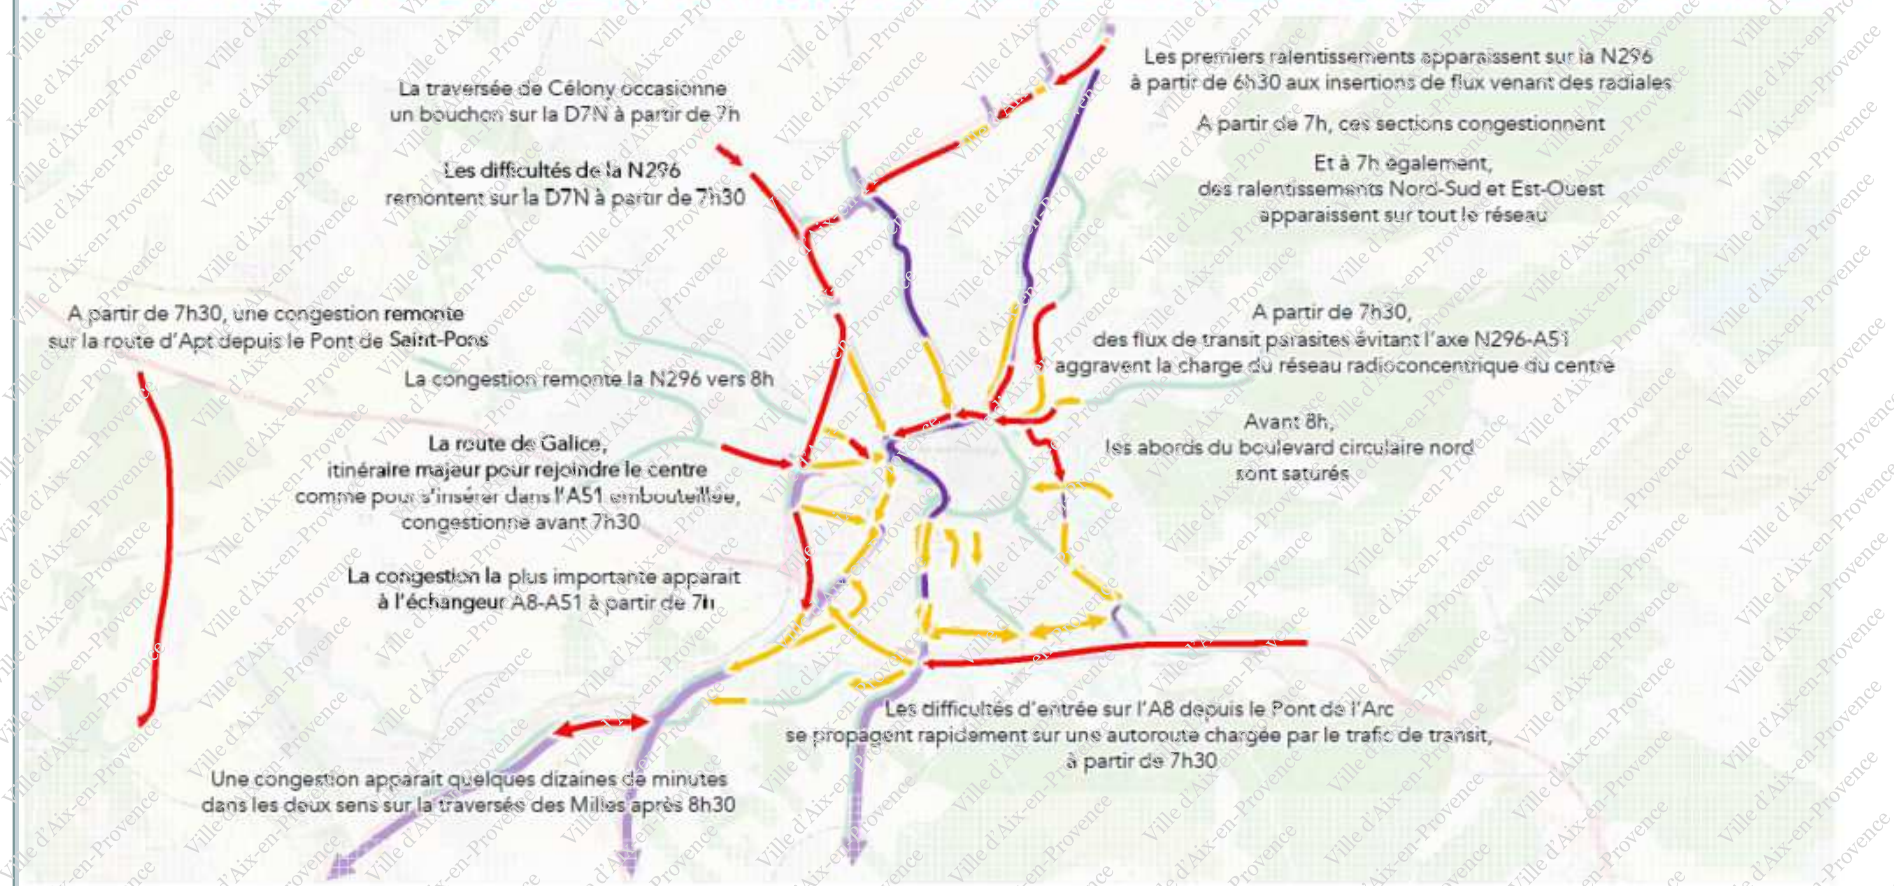 Les premiers ralentissements apparaissent sur la N296
à partir de 6h30 aux insertions de flux venant des radiales
A partir de 7h, ces sections congestionnent
Et à 7h également,
des ralentissements Nord-Sud et Est-Ouest
apparaissent sur tout le réseau
La traversée de Célony occasionne
un bouchon sur la D7N à partir de 7h
Les difficultés de la N296
remontent sur la D7N à partir de 7h30
A partir de 7h30, une congestion remonte
sur la route d'Apt depuis le Pont de Saint-Pons
La congestion remonte la N296 vers 8h
A partir de 7h30,
des flux de transit parasites évitant l'axe N296-A51
aggravent la charge du réseau radioconcentrique du centre
Avant 8h,
les abords du boulevard circulaire nord
sont saturés
La route de Galice,
itinéraire majeur pour rejoindre le centre
comme pour s'insérer dans l'A51 embouteillée,
congestionne avant 7h30
La congestion la plus importante apparait
à l'échangeur A8-A51 à partir de 7h
Les difficultés d'entrée sur l'A8 depuis le Pont de l'Arc
se propagent rapidement sur une autoroute chargée par le trafic de transit,
à partir de 7h30
Une congestion apparait quelques dizaines de minutes
dans les deux sens sur la traversée des Milles après 8h30
Ville d'Aix-en-Provence